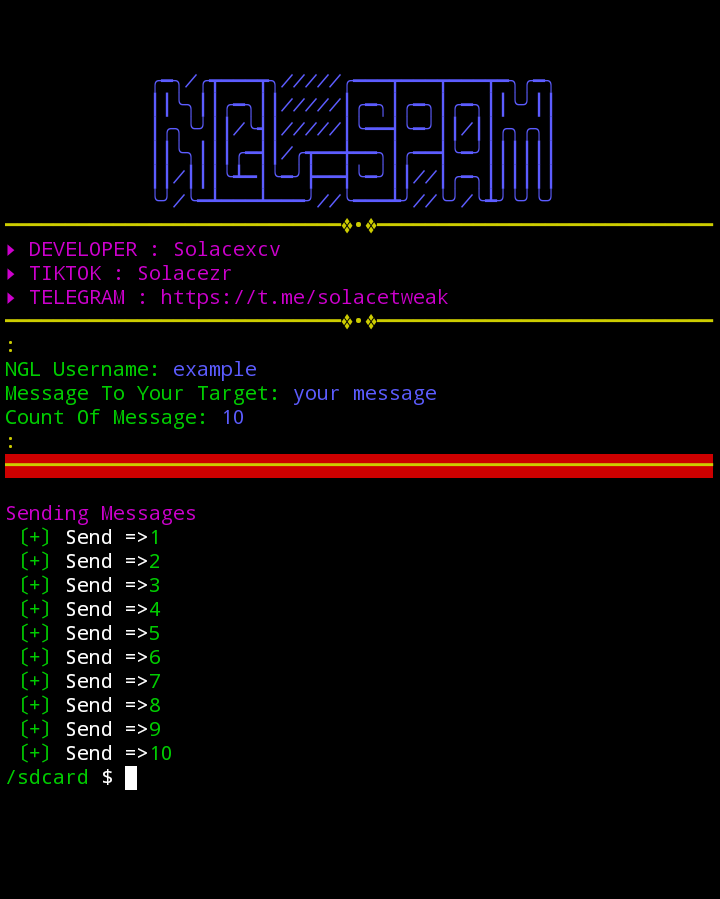 NGL-SPAM
DEVELOPER : Solacexcv
TIKTOK : Solacezr
TELEGRAM : https://t.me/solacetweak
:
NGL Username: example
Message To Your Target: your message
Count Of Message: 10
:
Sending Messages
〔+〕 Send =>1
〔+〕 Send =>2
〔+〕 Send =>3
〔+〕 Send =>4
〔+〕 Send =>5
〔+〕 Send =>6
〔+〕 Send =>7
〔+〕 Send =>8
〔+〕 Send =>9
〔+〕 Send =>10
/sdcard $